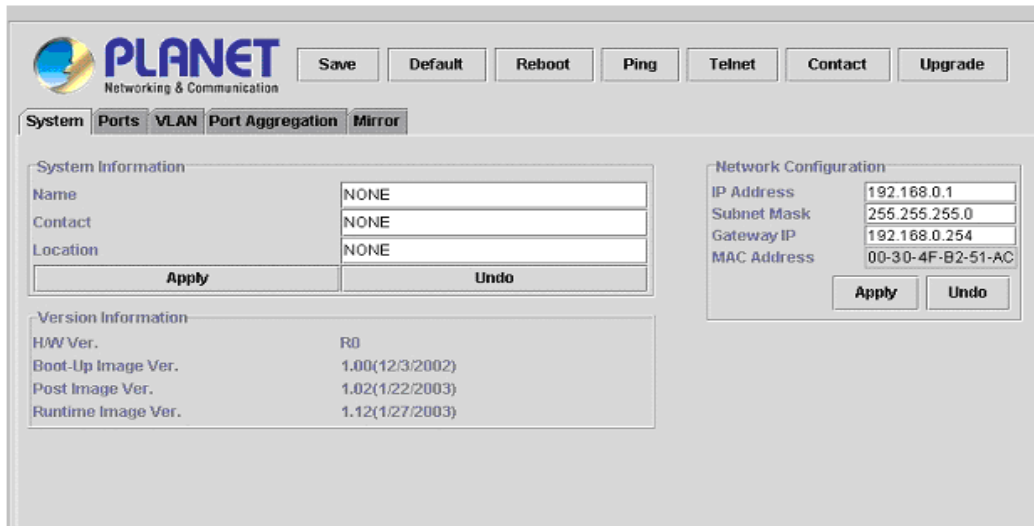 PLANET
Networking & Communication
Save Default Reboot Ping Telnet Contact Upgrade
System Ports VLAN Port Aggregation Mirror
System Information
Name NONE
Contact NONE
Location NONE
Apply Undo
Version Information
H/W Ver. R0
Boot-Up Image Ver. 1.00(12/3/2002)
Post Image Ver. 1.02(1/22/2003)
Runtime Image Ver. 1.12(1/27/2003)
Network Configuration
IP Address 192.168.0.1
Subnet Mask 255.255.255.0
Gateway IP 192.168.0.254
MAC Address 00-30-4F-B2-51-AC
Apply Undo